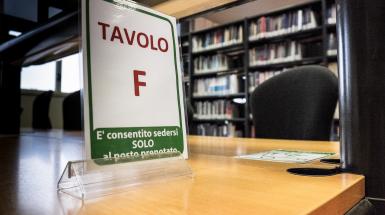 TAVOLO
F
E' consentito sedersi
SOLO
al posto prenotato